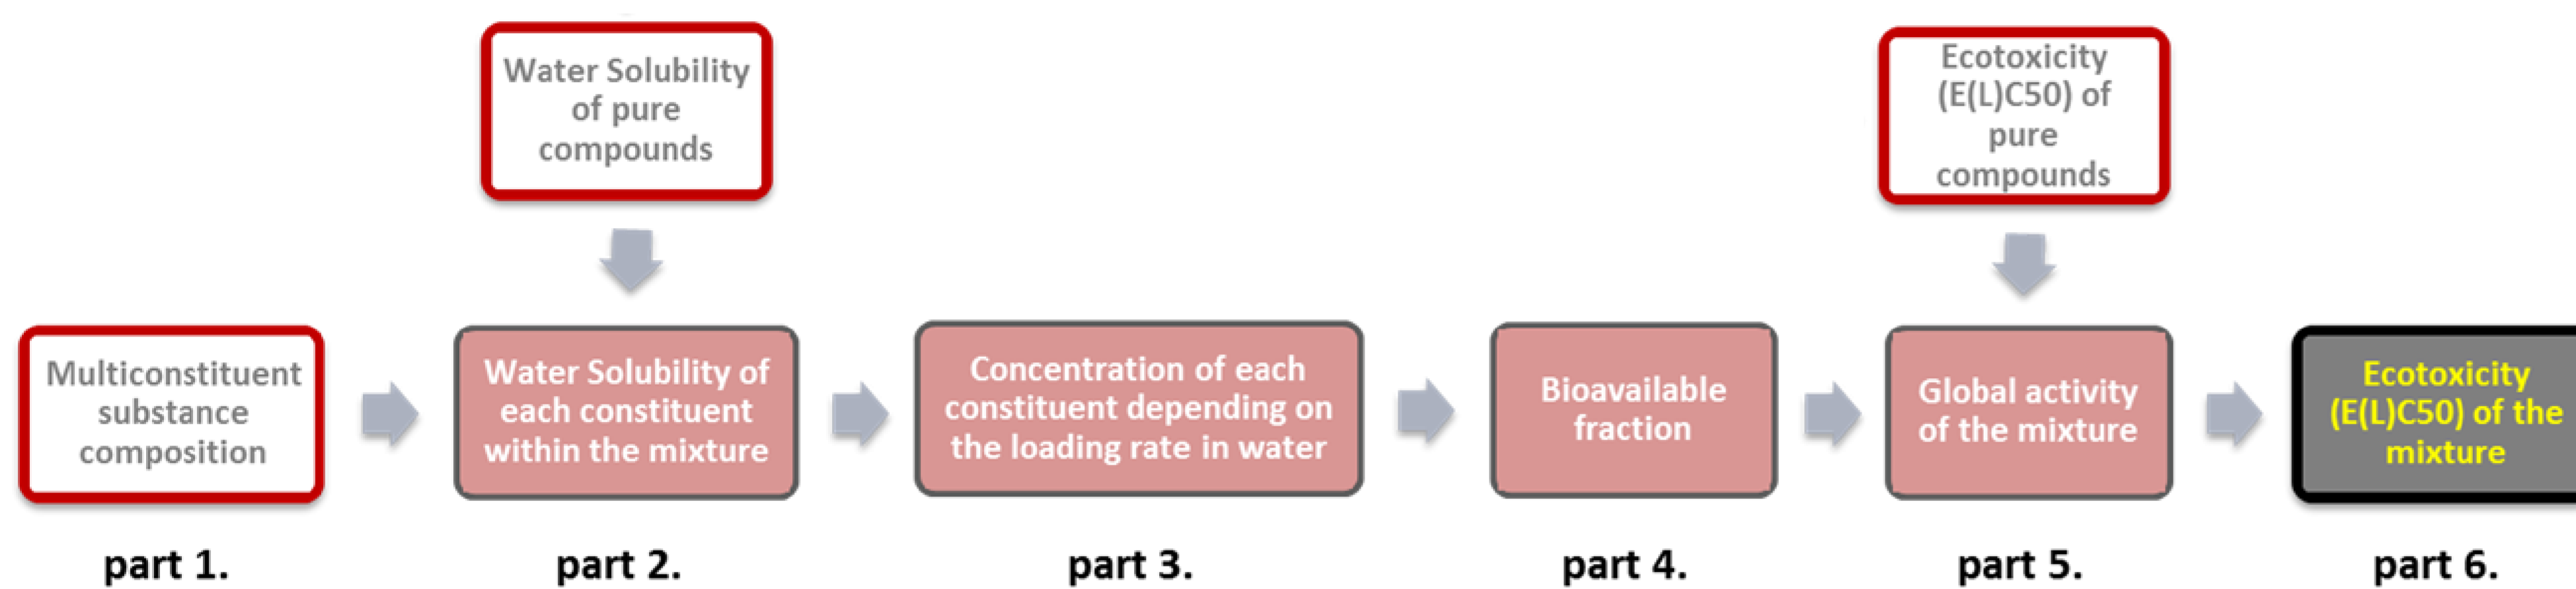 Water Solubility
of pure
compounds
Ecotoxicity
(E(L)C50) of
pure
compounds
Multiconstituent
substance
composition
Water Solubility of
each constituent
within the mixture
Concentration of each
constituent depending on
the loading rate in water
Bioavailable
fraction
Global activity
of the mixture
Ecotoxicity
(E(L)C50) of the
mixture
part 1.
part 2.
part 3.
part 4.
part 5.
part 6.